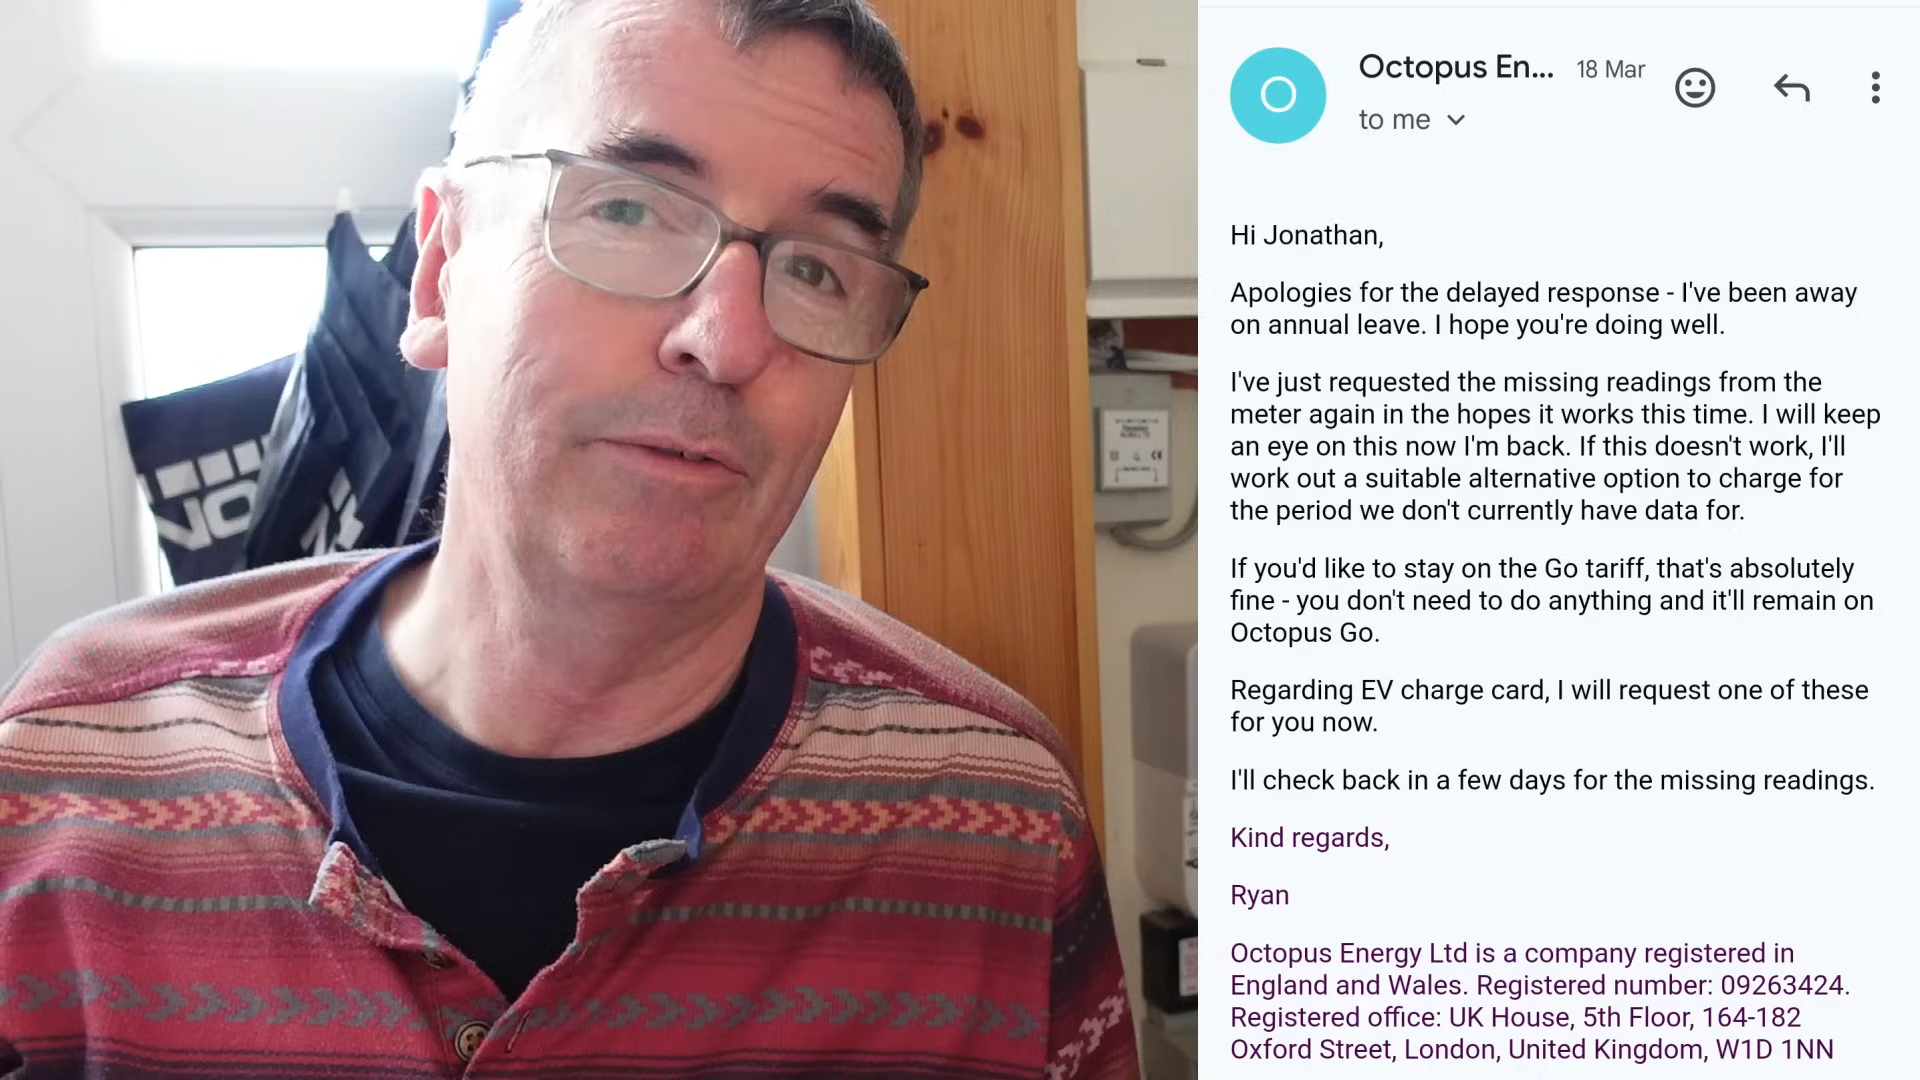 NO
O
Octopus En... 18 Mar
to me
Hi Jonathan,
Apologies for the delayed response - I've been away
on annual leave. I hope you're doing well.
I've just requested the missing readings from the
meter again in the hopes it works this time. I will keep
an eye on this now I'm back. If this doesn't work, I'll
work out a suitable alternative option to charge for
the period we don't currently have data for.
If you'd like to stay on the Go tariff, that's absolutely
fine - you don't need to do anything and it'll remain on
Octopus Go.
Regarding EV charge card, I will request one of these
for you now.
I'll check back in a few days for the missing readings.
Kind regards,
Ryan
Octopus Energy Ltd is a company registered in
England and Wales. Registered number: 09263424.
Registered office: UK House, 5th Floor, 164-182
Oxford Street, London, United Kingdom, W1D 1NN